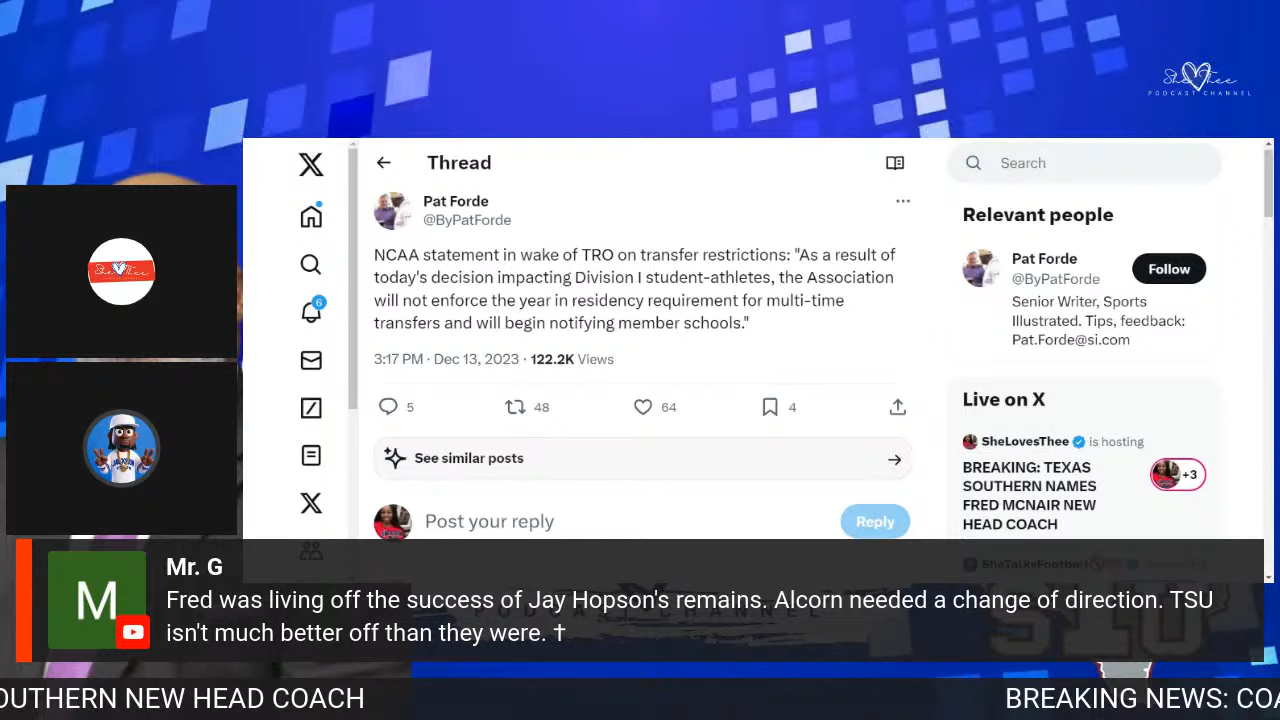 She Thee
PODCAST CHANNEL
Thread
Search
Pat Forde
@ByPatForde
NCAA statement in wake of TRO on transfer restrictions: "As a result of
today's decision impacting Division I student-athletes, the Association
will not enforce the year in residency requirement for multi-time
transfers and will begin notifying member schools."
3:17 PM · Dec 13, 2023 · 122.2K Views
5
48
64
4
See similar posts
Post your reply
Reply
6
Relevant people
Pat Forde
@ByPatForde
Follow
Senior Writer, Sports
Illustrated. Tips, feedback:
Pat.Forde@si.com
Live on X
SheLovesThee is hosting
BREAKING: TEXAS
SOUTHERN NAMES
FRED MCNAIR NEW
HEAD COACH
+3
SheTalksFootball
JACKSON
M
Mr. G
Fred was living off the success of Jay Hopson's remains. Alcorn needed a change of direction. TSU
isn't much better off than they were. †
OUTHERN NEW HEAD COACH
BREAKING NEWS: COA